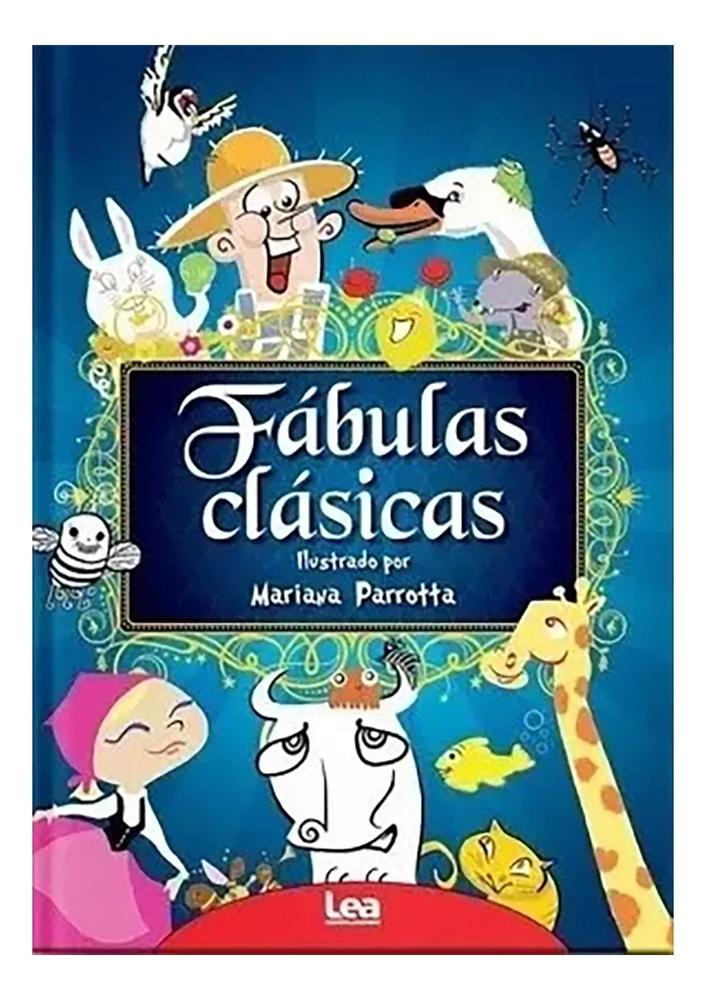 Fábulas
clásicas
Ilustrado por
Mariana Parrotta
Lea